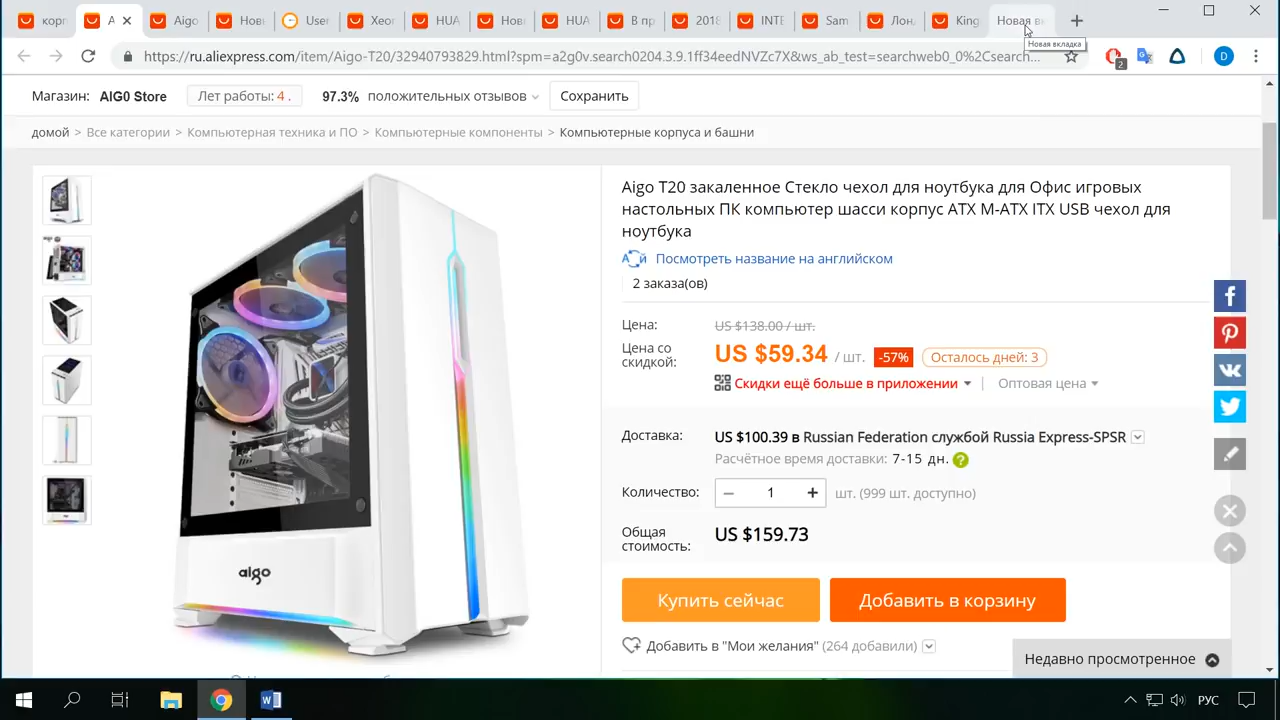 корп
A
Aigo
Новы
User
Xeor
HUA
Нов
HUA
В пр
2018
INTE
Sam
Лон
King
Новая в
Новая вкладка
https://ru.aliexpress.com/item/Aigo-T20/32940793829.html?spm=a2g0v.search0204.3.9.1ff34eedNVZc7X&ws_ab_test=searchweb0_0%2Csearch...
2
D
Магазин: AIGO Store
Лет работы: 4 .
97.3% положительных отзывов
Сохранить
домой > Все категории > Компьютерная техника и ПО > Компьютерные компоненты > Компьютерные корпуса и башни
Aigo T20 закаленное Стекло чехол для ноутбука для Офис игровых
настольных ПК компьютер шасси корпус ATX M-ATX ITX USB чехол для
ноутбука
Посмотреть название на английском
2 заказа(ов)
Цена: US $138.00 / шт.
Цена со
скидкой: US $59.34 / шт. -57% Осталось дней: 3
Скидки ещё больше в приложении | Оптовая цена
Доставка: US $100.39 в Russian Federation службой Russia Express-SPSR
Расчётное время доставки: 7-15 дн. ?
Количество: − 1 + шт. (999 шт. доступно)
Общая
стоимость: US $159.73
Купить сейчас
Добавить в корзину
Добавить в "Мои желания" (264 добавили)
Недавно просмотренное
aigo
РУС